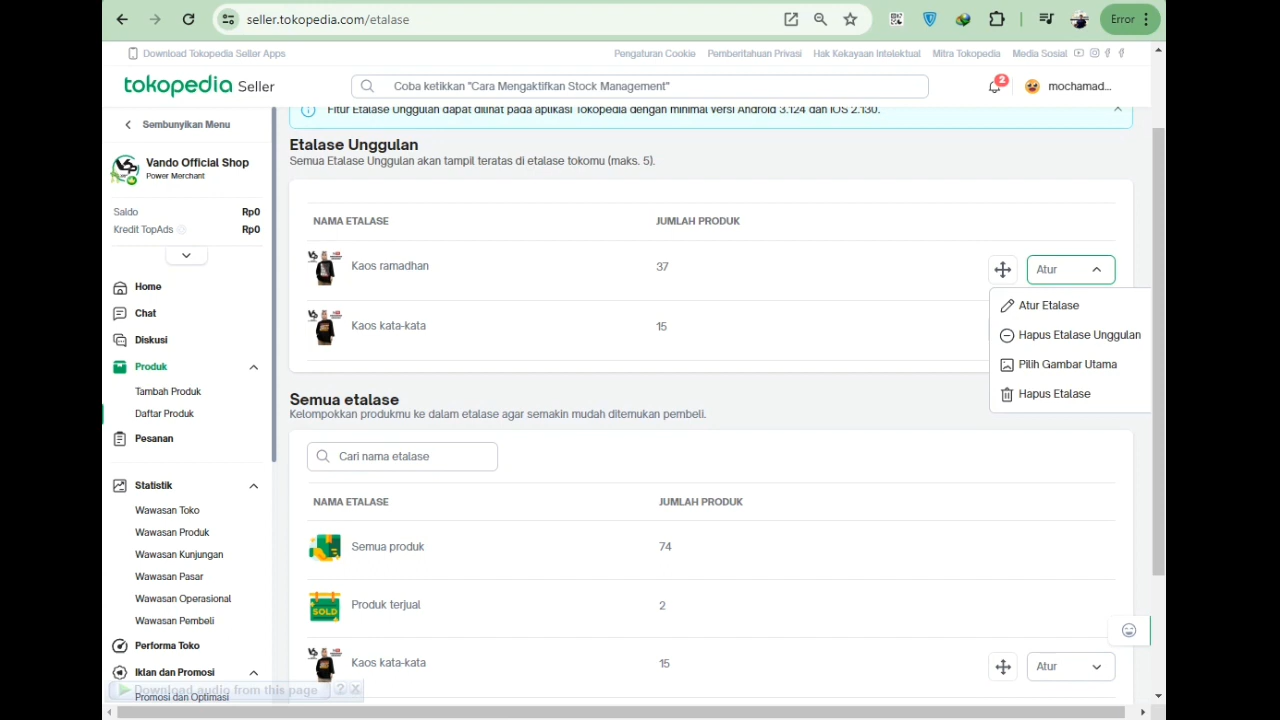 seller.tokopedia.com/etalase
Error
Download Tokopedia Seller Apps
Pengaturan Cookie
Pemberitahuan Privasi
Hak Kekayaan Intelektual
Mitra Tokopedia
Media Sosial
tokopedia Seller
Coba ketikkan "Cara Mengaktifkan Stock Management"
2
mochamad...
Sembunyikan Menu
Vando Official Shop
Power Merchant
Saldo Rp0
Kredit TopAds Rp0
Home
Chat
Diskusi
Produk
Tambah Produk
Daftar Produk
Pesanan
Statistik
Wawasan Toko
Wawasan Produk
Wawasan Kunjungan
Wawasan Pasar
Wawasan Operasional
Wawasan Pembeli
Performa Toko
Iklan dan Promosi
Download audio from this page ? X
Promosi dan Optimasi
Fitur Etalase Unggulan dapat dilihat pada aplikasi Tokopedia dengan minimal versi Android 3.124 dan iOS 2.130.
Etalase Unggulan
Semua Etalase Unggulan akan tampil teratas di etalase tokomu (maks. 5).
NAMA ETALASE JUMLAH PRODUK
Kaos ramadhan 37 Atur
Kaos kata-kata 15
Atur Etalase
Hapus Etalase Unggulan
Pilih Gambar Utama
Hapus Etalase
Semua etalase
Kelompokkan produkmu ke dalam etalase agar semakin mudah ditemukan pembeli.
Cari nama etalase
NAMA ETALASE JUMLAH PRODUK
Semua produk 74
SOLD Produk terjual 2
Kaos kata-kata 15 Atur